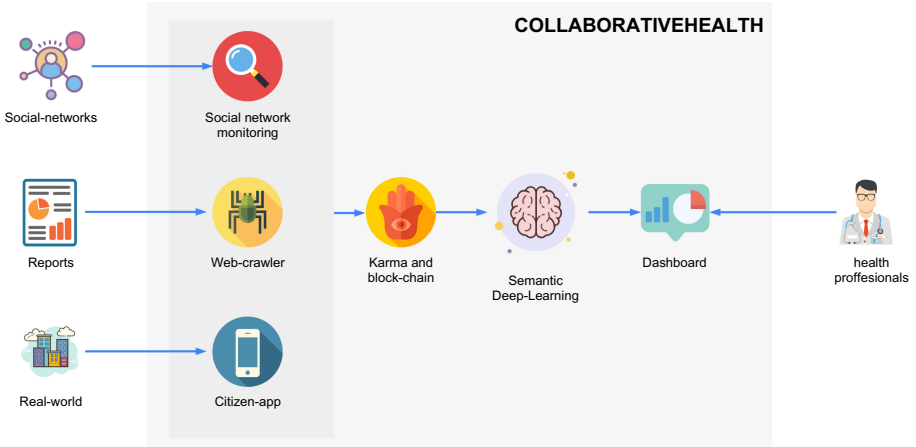 COLLABORATIVEHEALTH
Social-networks
Social network
monitoring
Reports
Web-crawler
Karma and
block-chain
Semantic
Deep-Learning
Dashboard
health
proffesionals
Real-world
Citizen-app